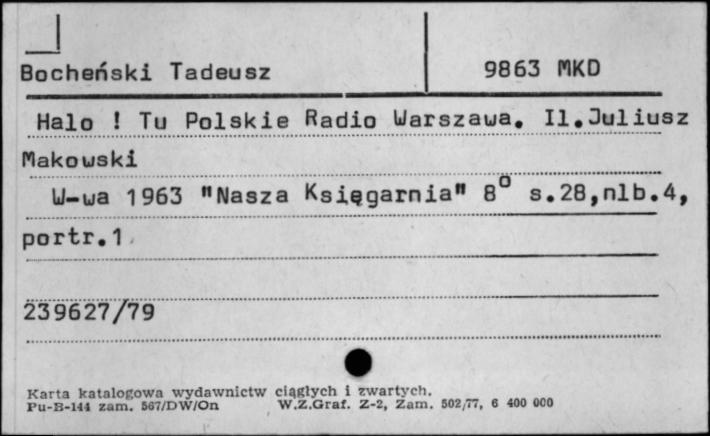 Bocheński Tadeusz 9863 MKD
Halo ! Tu Polskie Radio Warszawa. Il.Juliusz
Makowski
W-wa 1963 "Nasza Księgarnia" 8° s.28,nlb.4,
portr.1
239627/79
Karta katalogowa wydawnictw ciągłych i zwartych.
Pu-B-144 zam. 567/DW/On W.Z.Graf. Z-2, Zam. 502/77, 6 400 000